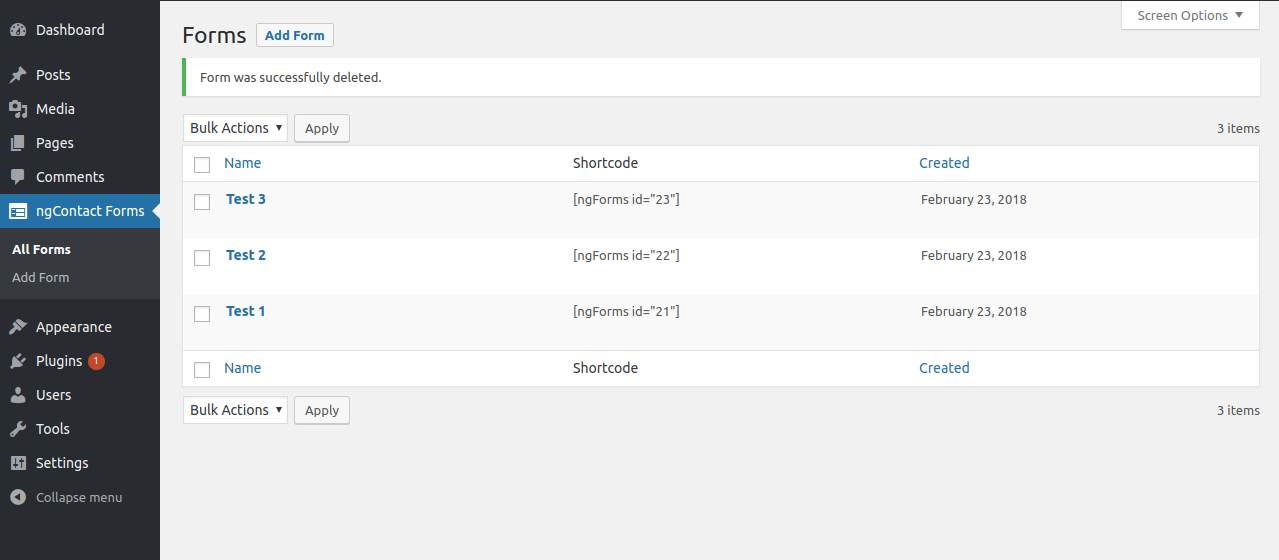 Screen Options
Dashboard
Posts
Media
Pages
Comments
ngContact Forms
All Forms
Add Form
Appearance
Plugins 1
Users
Tools
Settings
Collapse menu
Forms Add Form
Form was successfully deleted.
Bulk Actions Apply 3 items
Name Shortcode Created
Test 3 [ngForms id="23"] February 23, 2018
Test 2 [ngForms id="22"] February 23, 2018
Test 1 [ngForms id="21"] February 23, 2018
Name Shortcode Created
Bulk Actions Apply 3 items